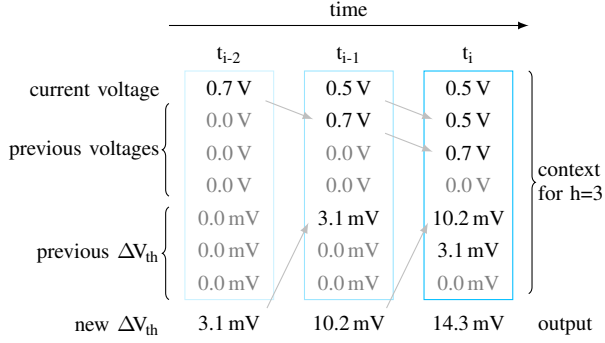 time
t_{i-2} t_{i-1} t_i
current voltage 0.7 V 0.5 V 0.5 V
0.0 V 0.7 V 0.5 V
previous voltages 0.0 V 0.0 V 0.7 V
0.0 V 0.0 V 0.0 V
context
for h=3
0.0 mV 3.1 mV 10.2 mV
previous ΔV_{th} 0.0 mV 0.0 mV 3.1 mV
0.0 mV 0.0 mV 0.0 mV
new ΔV_{th} 3.1 mV 10.2 mV 14.3 mV output